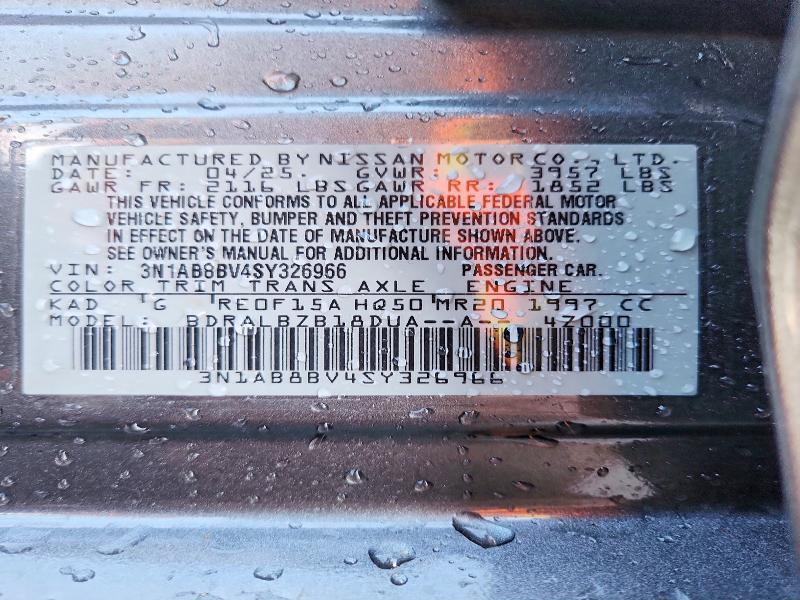 MANUFACTURED BY NISSAN MOTOR CO., LTD.
DATE: 04/25. GVWR: 3957 LBS
GAWR FR: 2116 LBS GAWR RR: 1852 LBS
THIS VEHICLE CONFORMS TO ALL APPLICABLE FEDERAL MOTOR
VEHICLE SAFETY, BUMPER AND THEFT PREVENTION STANDARDS
IN EFFECT ON THE DATE OF MANUFACTURE SHOWN ABOVE.
SEE OWNER'S MANUAL FOR ADDITIONAL INFORMATION.
VIN: 3N1AB8BV4SY326966 PASSENGER CAR.
COLOR TRIM TRANS AXLE ENGINE
KAD G RE0F15A HQ50 MR20 1997 CC
MODEL: BDRALBZB18DUA--A-- 4Z000
3N1AB8BV4SY326966